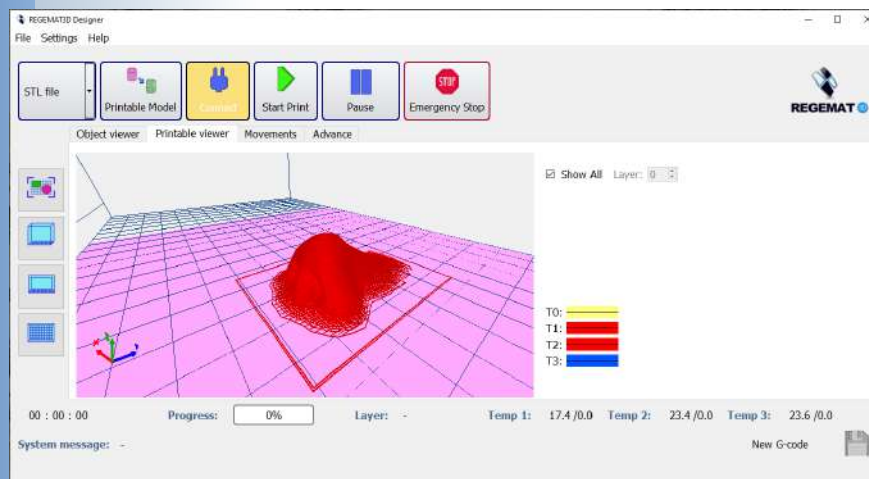 REGEMAT3D Designer
File Settings Help
STL file
Printable Model
Connect
Start Print
Pause
STOP
Emergency Stop
REGEMAT
Object viewer Printable viewer Movements Advance
Show All Layer: 0
T0:
T1:
T2:
T3:
00 : 00 : 00 Progress: 0% Layer: - Temp 1: 17.4 /0.0 Temp 2: 23.4 /0.0 Temp 3: 23.6 /0.0
System message: - New G-code